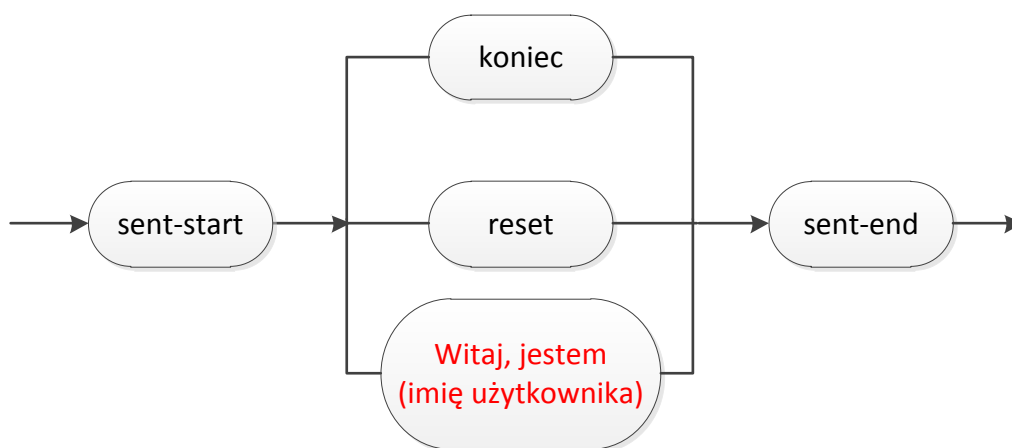 koniec
sent-start
reset
sent-end
Witaj, jestem
(imię użytkownika)